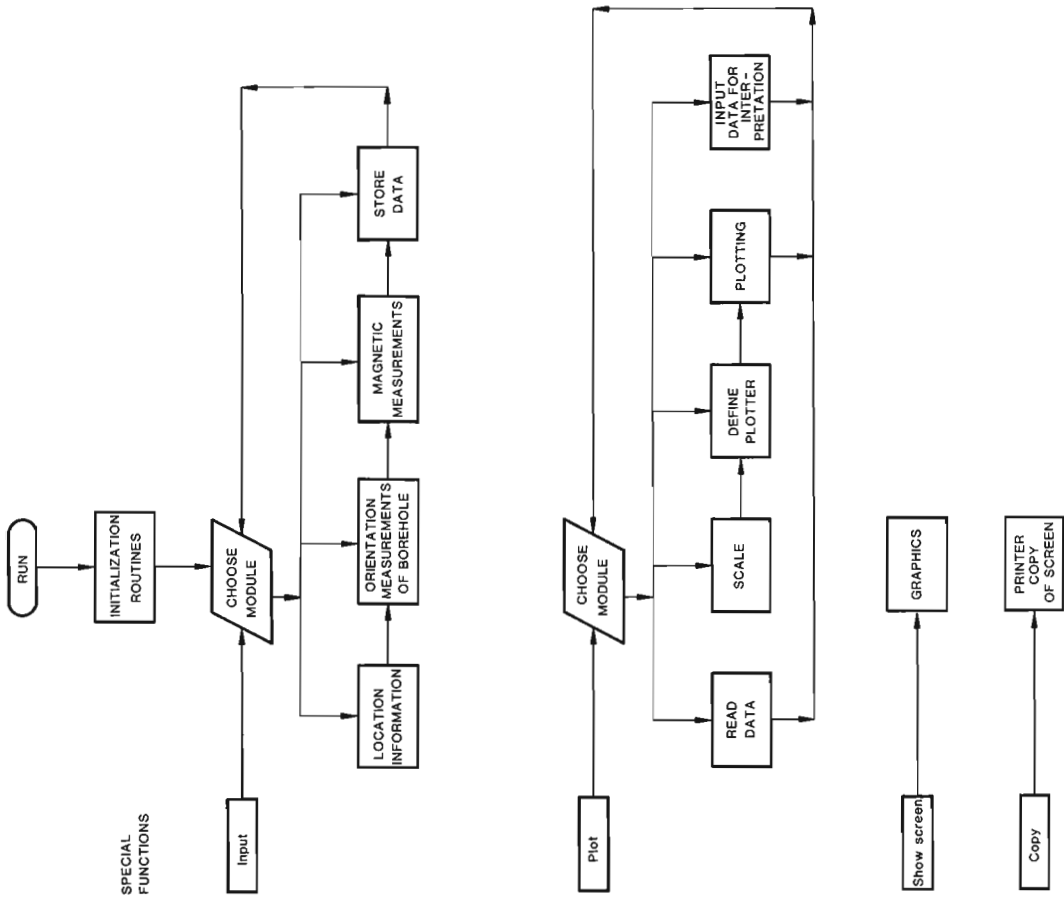 RUN
SPECIAL
FUNCTIONS
INITIALIZATION
ROUTINES
Input
CHOOSE
MODULE
LOCATION
INFORMATION
ORIENTATION
MEASUREMENTS
OF BOREHOLE
MAGNETIC
MEASUREMENTS
STORE
DATA
Plot
CHOOSE
MODULE
READ
DATA
SCALE
DEFINE
PLOTTER
PLOTTING
INPUT
DATA FOR
INTER-
PRETATION
Show screen
GRAPHICS
Copy
PRINTER
COPY
OF SCREEN